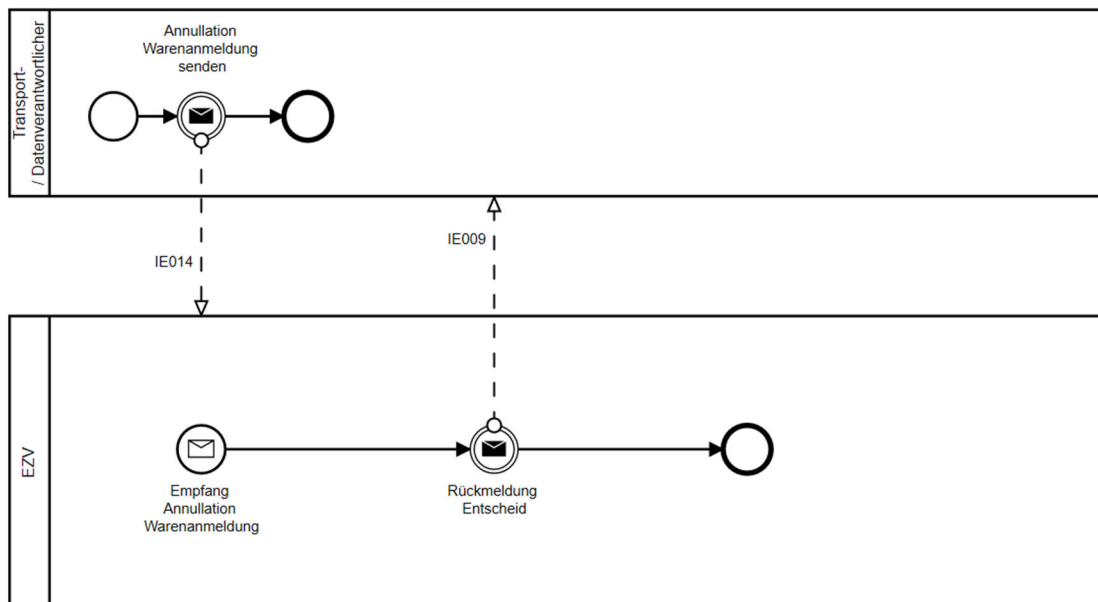 Transport-
/ Datenverantwortlicher
Annullation
Warenanmeldung
senden
IE014
IE009
EZV
Empfang
Annullation
Warenanmeldung
Rückmeldung
Entscheid